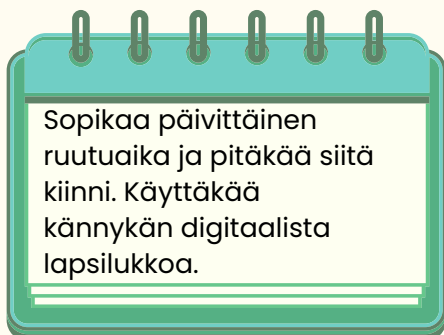 Sopikaa päivittäinen
ruutuaika ja pitäkää siitä
kiinni. Käyttäkää
kännykän digitaalista
lapsilukkoa.